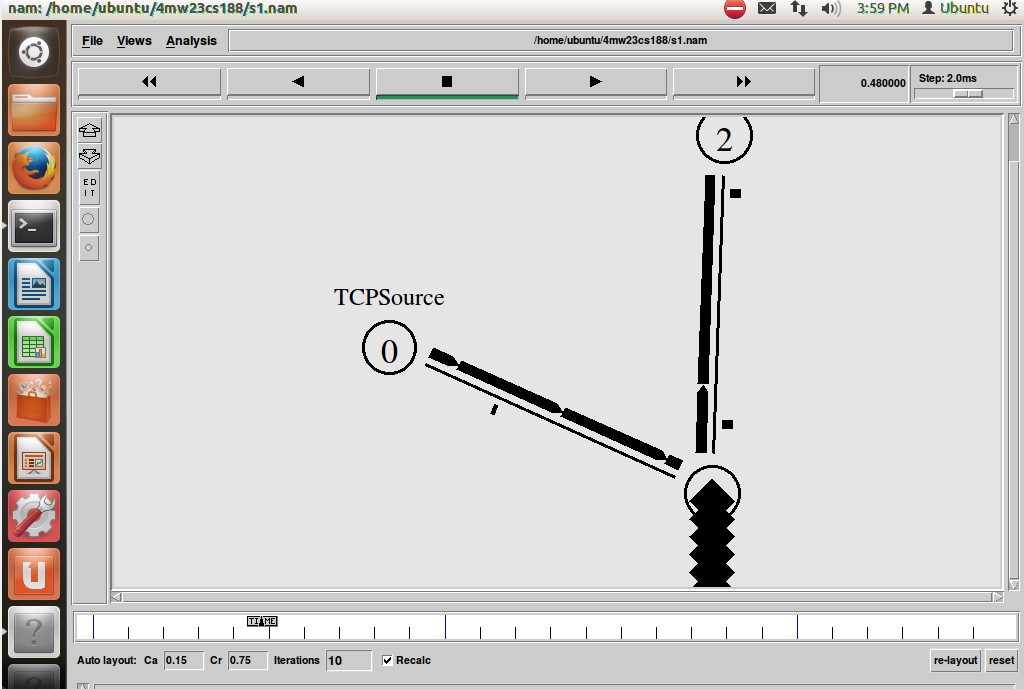 nam: /home/ubuntu/4mw23cs188/s1.nam
3:59 PM
Ubuntu
File Views Analysis
/home/ubuntu/4mw23cs188/s1.nam
0.480000
Step: 2.0ms
ED
IT
2
TCPSource
0
TIME
Auto layout: Ca 0.15 Cr 0.75 Iterations 10 Recalc
re-layout reset